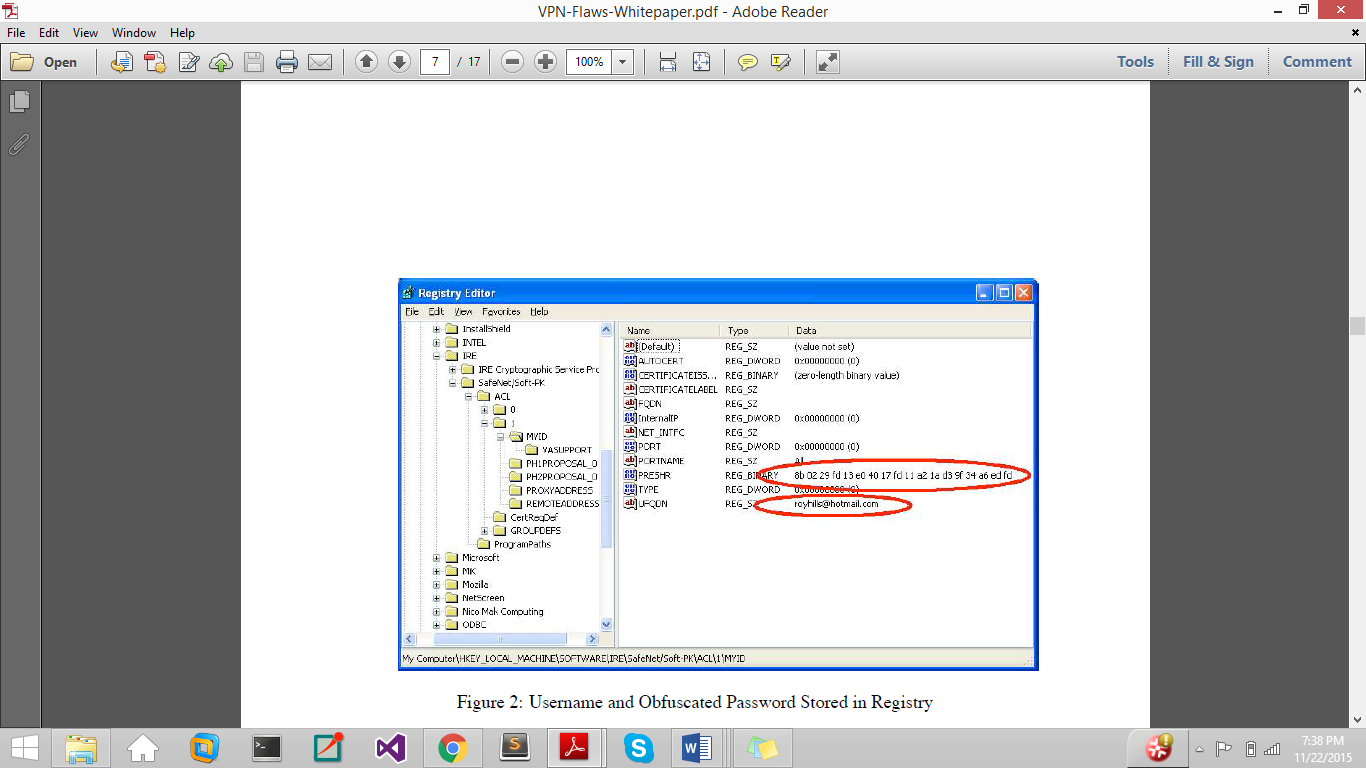 VPN-Flaws-Whitepaper.pdf - Adobe Reader
File Edit View Window Help
Open 7 / 17 100% Tools Fill & Sign Comment
Registry Editor
File Edit View Favorites Help
InstallShield
INTEL
IRE
IRE Cryptographic Service Pro
SafeNet/Soft-PK
ACL
0
1
MYID
VASUPPORT
PH1PROPOSAL_0
PH2PROPOSAL_0
PROXYADDRESS
REMOTEADDRESS
CertReqDef
GROUPDEFS
ProgramPaths
Microsoft
MK
Mozilla
NetScreen
Nico Mak Computing
ODBC
Name Type Data
(Default) REG_SZ (value not set)
AUTOCERT REG_DWORD 0x00000000 (0)
CERTIFICATEISS... REG_BINARY (zero-length binary value)
CERTIFICATELABEL REG_SZ
FQDN REG_SZ
InternalIP REG_DWORD 0x00000000 (0)
NET_INTFC REG_SZ
PORT REG_DWORD 0x00000000 (0)
PORTNAME REG_SZ All
PRESHR REG_BINARY 8b 02 29 fd 13 e0 40 17 fd 11 a2 1a d3 9f 34 a6 ed fd
TYPE REG_DWORD 0x00000000 (0)
UFQDN REG_SZ royhills@hotmail.com
My Computer\HKEY_LOCAL_MACHINE\SOFTWARE\IRE\SafeNet/Soft-PK\ACL\1\MYID
Figure 2: Username and Obfuscated Password Stored in Registry
7:38 PM
11/22/2015